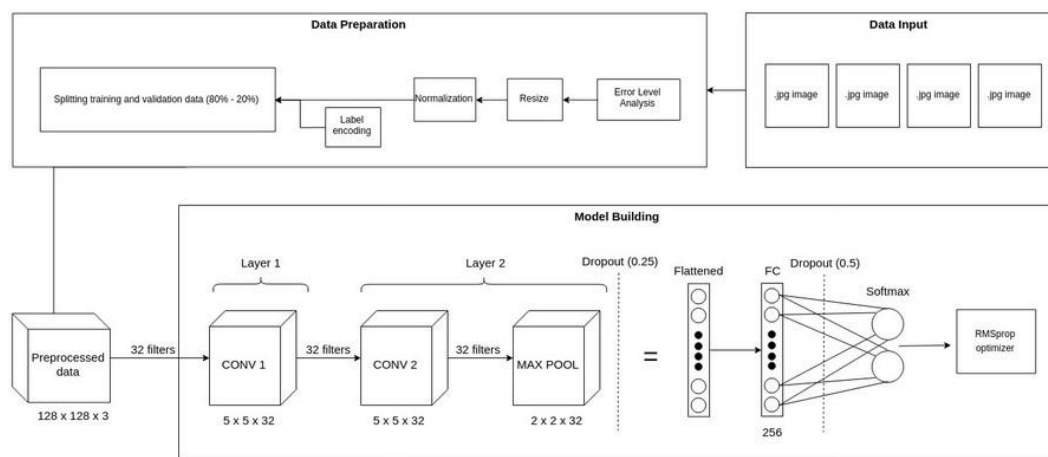 Data Preparation
Data Input
Splitting training and validation data (80% - 20%)
Label
encoding
Normalization
Resize
Error Level
Analysis
.jpg image
.jpg image
.jpg image
.jpg image
Model Building
Layer 1
Layer 2
Dropout (0.25)
Flattened
FC
Dropout (0.5)
Softmax
Preprocessed
data
32 filters
CONV 1
32 filters
CONV 2
32 filters
MAX POOL
=
RMSprop
optimizer
128 x 128 x 3
5 x 5 x 32
5 x 5 x 32
2 x 2 x 32
256